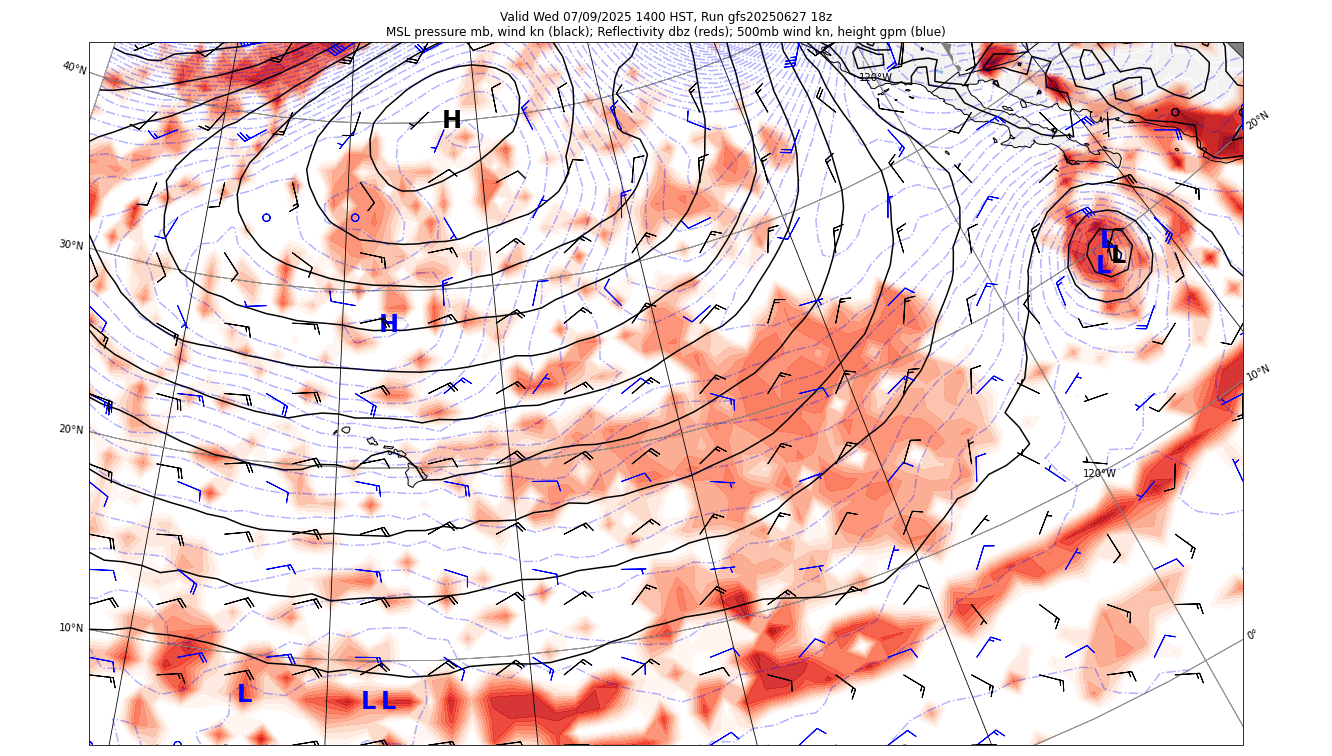 Valid Wed 07/09/2025 1400 HST, Run gfs20250627 18z
MSL pressure mb, wind kn (black); Reflectivity dbz (reds); 500mb wind kn, height gpm (blue)
40°N
120°W
H
20°N
30°N
L
L
L
H
10°N
20°N
120°W
10°N
0°
L
L L